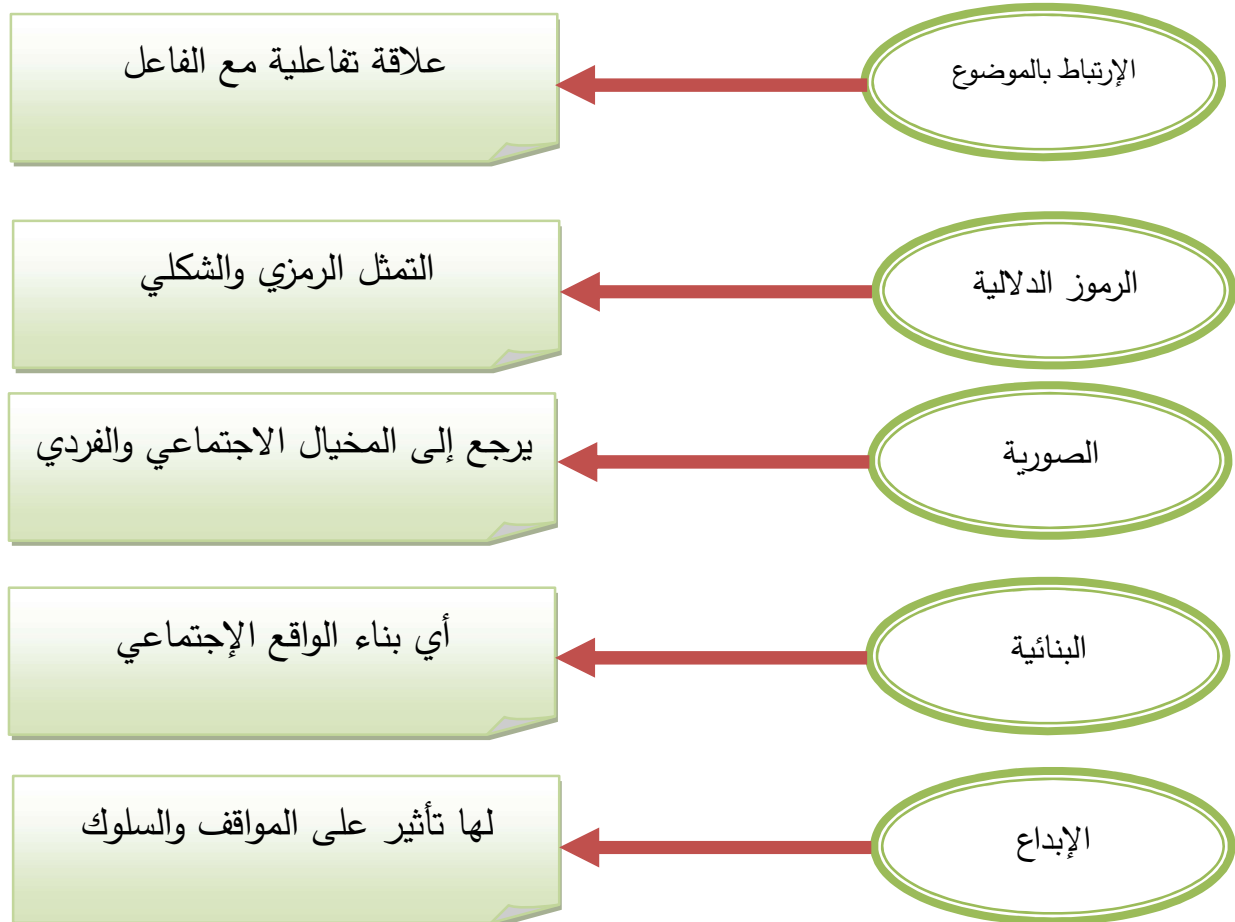 الإرتباط بالموضوع
علاقة تفاعلية مع الفاعل
الرموز الدلالية
التمثل الرمزي والشكلي
الصورية
يرجع إلى المخيال الاجتماعي والفردي
البنائية
أي بناء الواقع الإجتماعي
الإبداع
لها تأثير على المواقف والسلوك